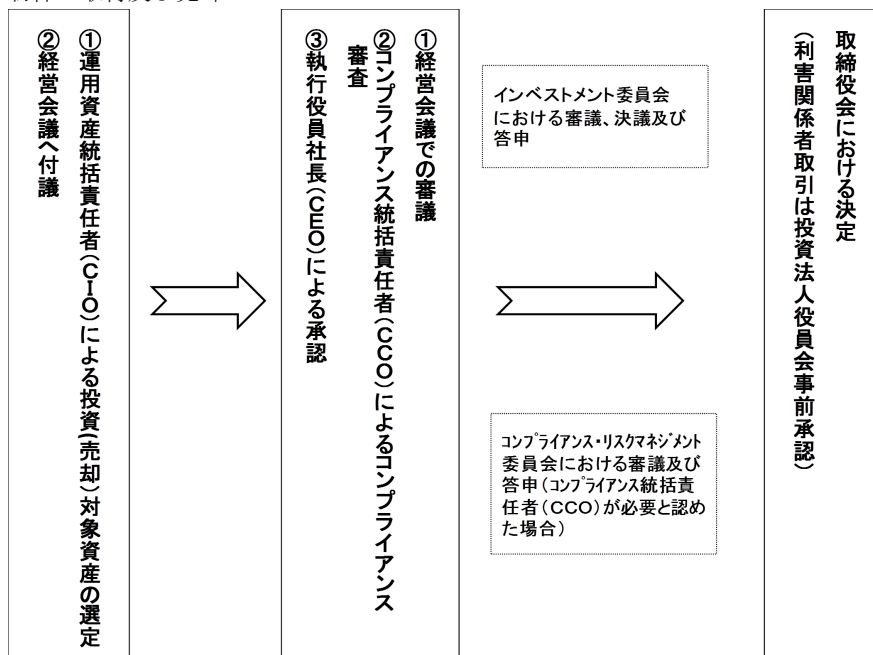 ①運用資産統括責任者(CIO)による投資(売却)対象資産の選定
②経営会議へ付議
①経営会議での審議
②コンプライアンス統括責任者(CCO)によるコンプライアンス
審査
③執行役員社長(CEO)による承認
インベストメント委員会
における審議、決議及び
答申
コンプライアンス・リスクマネジメント
委員会における審議及び
答申(コンプライアンス統括責
任者(CCO)が必要と認め
た場合)
取締役会における決定
(利害関係者取引は投資法人役員会事前承認)